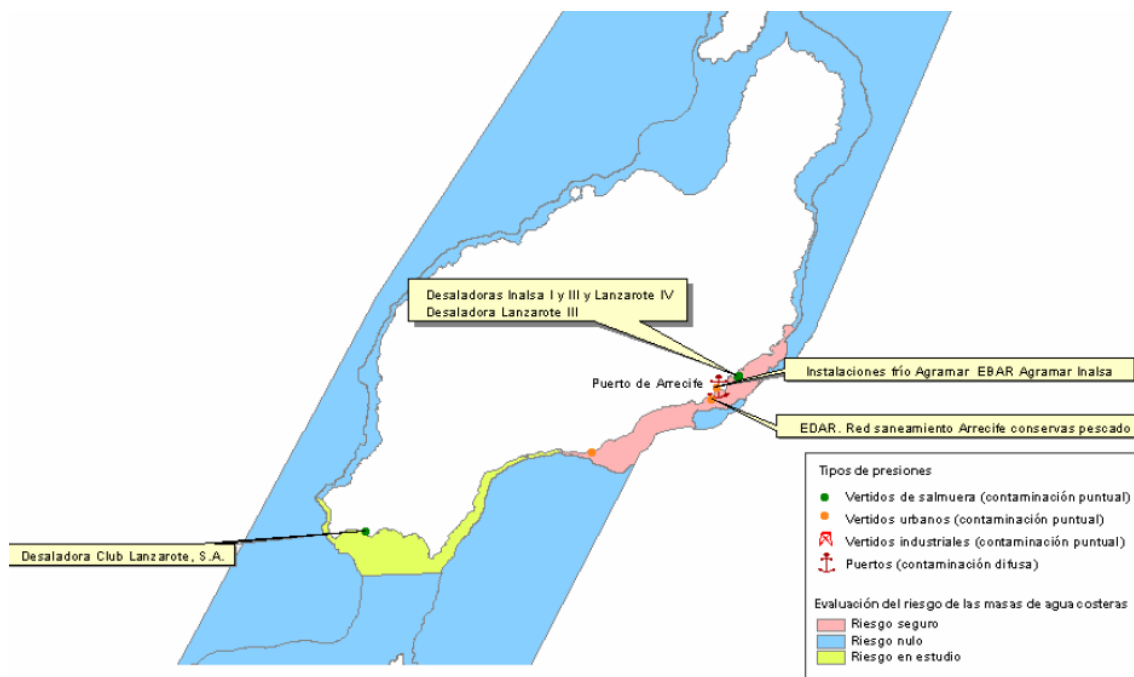 Desaladoras Inalsa I y III y Lanzarote IV
Desaladora Lanzarote III
Puerto de Arrecife
Instalaciones frío Agramar EBAR Agramar Inalsa
EDAR. Red saneamiento Arrecife conservas pescado
Desaladora Club Lanzarote, S.A.
Tipos de presiones
Vertidos de salmuera (contaminación puntual)
Vertidos urbanos (contaminación puntual)
Vertidos industriales (contaminación puntual)
Puertos (contaminación difusa)
Evaluación del riesgo de las masas de agua costeras
Riesgo seguro
Riesgo nulo
Riesgo en estudio